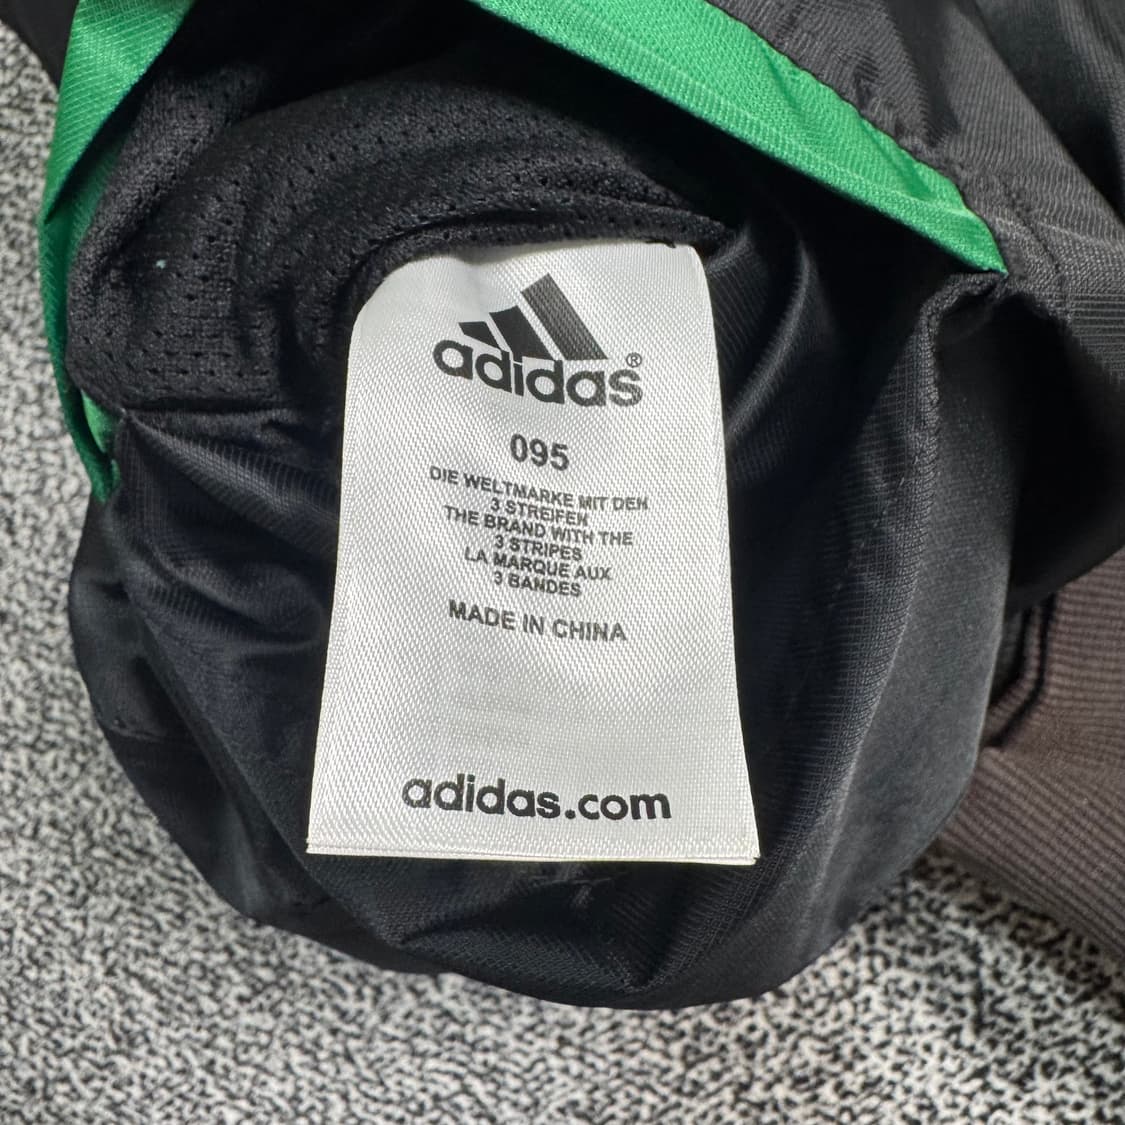 adidas®
095
DIE WELTMARKE MIT DEN
3 STREIFEN
THE BRAND WITH THE
3 STRIPES
LA MARQUE AUX
3 BANDES
MADE IN CHINA
adidas.com